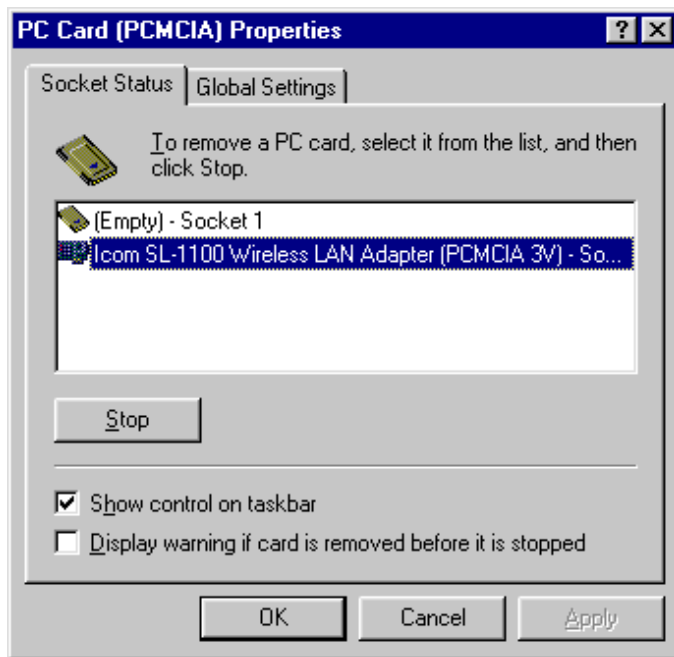 PC Card (PCMCIA) Properties
Socket Status
Global Settings
To remove a PC card, select it from the list, and then
click Stop.
(Empty) - Socket 1
Icom SL-1100 Wireless LAN Adapter (PCMCIA 3V) - So...
Stop
Show control on taskbar
Display warning if card is removed before it is stopped
OK
Cancel
Apply